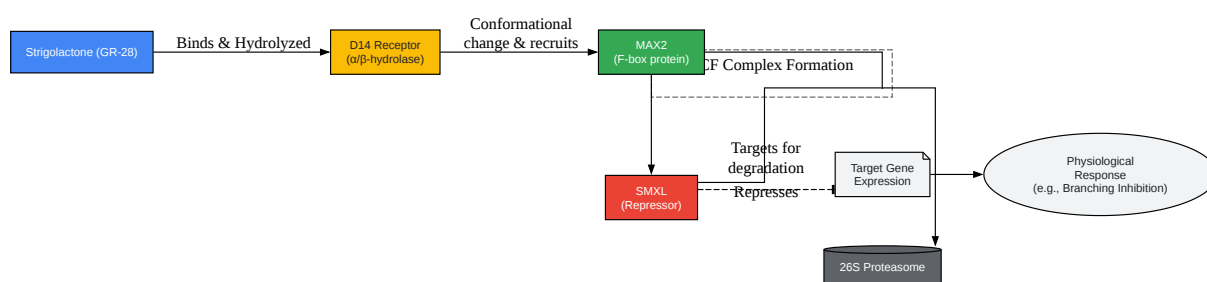 Strigolactone (GR-28)
Binds & Hydrolyzed
D14 Receptor
(α/β-hydrolase)
Conformational
change & recruits
MAX2
(F-box protein)
CF Complex Formation
Targets for
degradation
Represses
SMXL
(Repressor)
Target Gene
Expression
Physiological
Response
(e.g., Branching Inhibition)
26S Proteasome